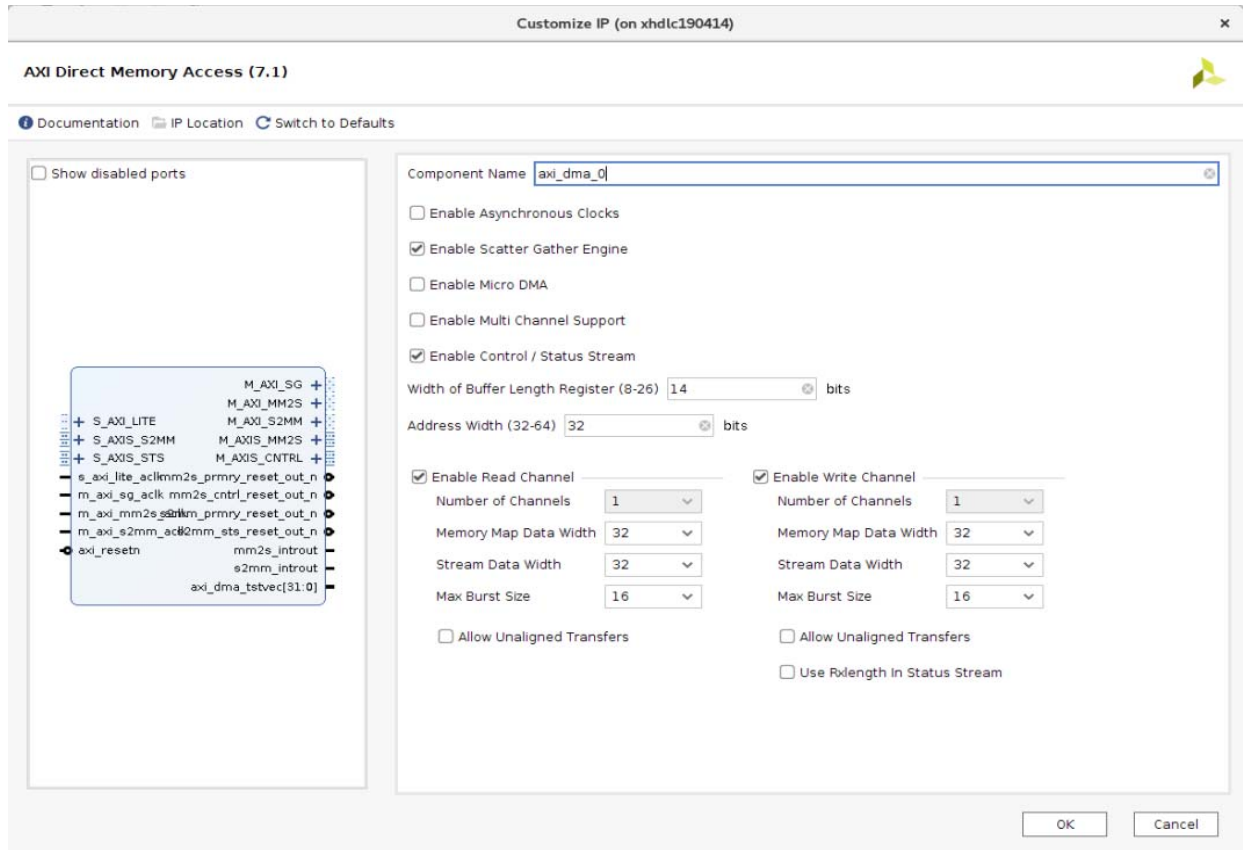 Customize IP (on xhdlc190414)
AXI Direct Memory Access (7.1)
Documentation IP Location Switch to Defaults
Show disabled ports
M_AXI_SG
M_AXI_MM2S
S_AXI_LITE M_AXI_S2MM
S_AXIS_S2MM M_AXIS_MM2S
S_AXIS_STS M_AXIS_CNTRL
s_axi_lite_aclk mm2s_prmry_reset_out_n
m_axi_sg_aclk mm2s_cntrl_reset_out_n
prmry_reset_out_n
sts_reset_out_n
axi_resetn mm2s_introut
s2mm_introut
axi_dma_tstvec[31:0]
Component Name axi_dma_0
Enable Asynchronous Clocks
Enable Scatter Gather Engine
Enable Micro DMA
Enable Multi Channel Support
Enable Control / Status Stream
Width of Buffer Length Register (8-26) 14 bits
Address Width (32-64) 32 bits
Enable Read Channel
Number of Channels 1
Memory Map Data Width 32
Stream Data Width 32
Max Burst Size 16
Allow Unaligned Transfers
Enable Write Channel
Number of Channels 1
Memory Map Data Width 32
Stream Data Width 32
Max Burst Size 16
Allow Unaligned Transfers
Use Rxlength In Status Stream
OK Cancel